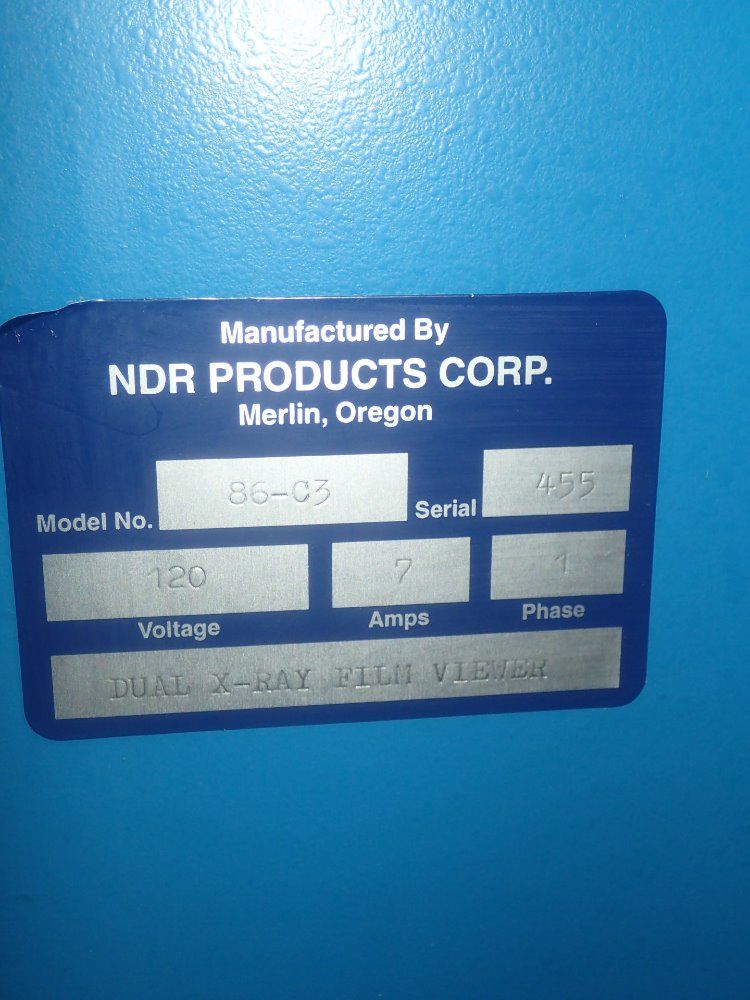 Manufactured By
NDR PRODUCTS CORP.
Merlin, Oregon
Model No. 86-C3 Serial 455
120 7 1
Voltage Amps Phase
DUAL X-RAY FILM VIEWER